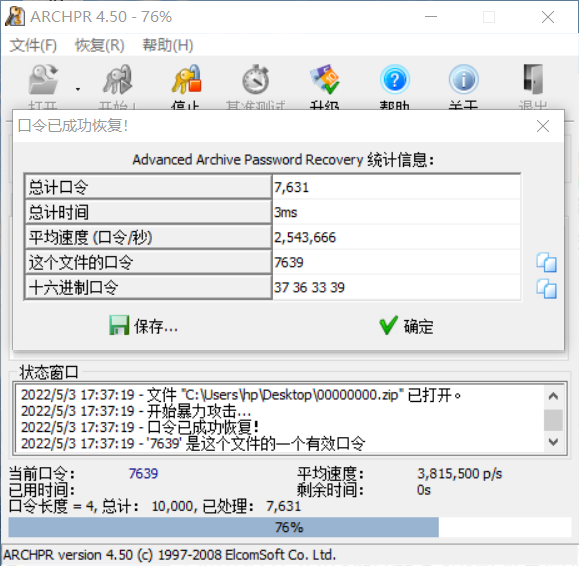 ARCHPR 4.50 - 76%
文件(F) 恢复(R) 帮助(H)
打开 开始! 停止 基准测试 升级 帮助 关于 退出
口令已成功恢复!
Advanced Archive Password Recovery 统计信息:
总计口令 7,631
总计时间 3ms
平均速度 (口令/秒) 2,543,666
这个文件的口令 7639
十六进制口令 37 36 33 39
保存... 确定
状态窗口
2022/5/3 17:37:19 - 文件 "C:\Users\hp\Desktop\00000000.zip" 已打开。
2022/5/3 17:37:19 - 开始暴力攻击...
2022/5/3 17:37:19 - 口令已成功恢复!
2022/5/3 17:37:19 - '7639' 是这个文件的一个有效口令
当前口令: 7639 平均速度: 3,815,500 p/s
已用时间: 剩余时间: 0s
口令长度 = 4, 总计: 10,000, 已处理: 7,631
76%
ARCHPR version 4.50 (c) 1997-2008 ElcomSoft Co. Ltd.